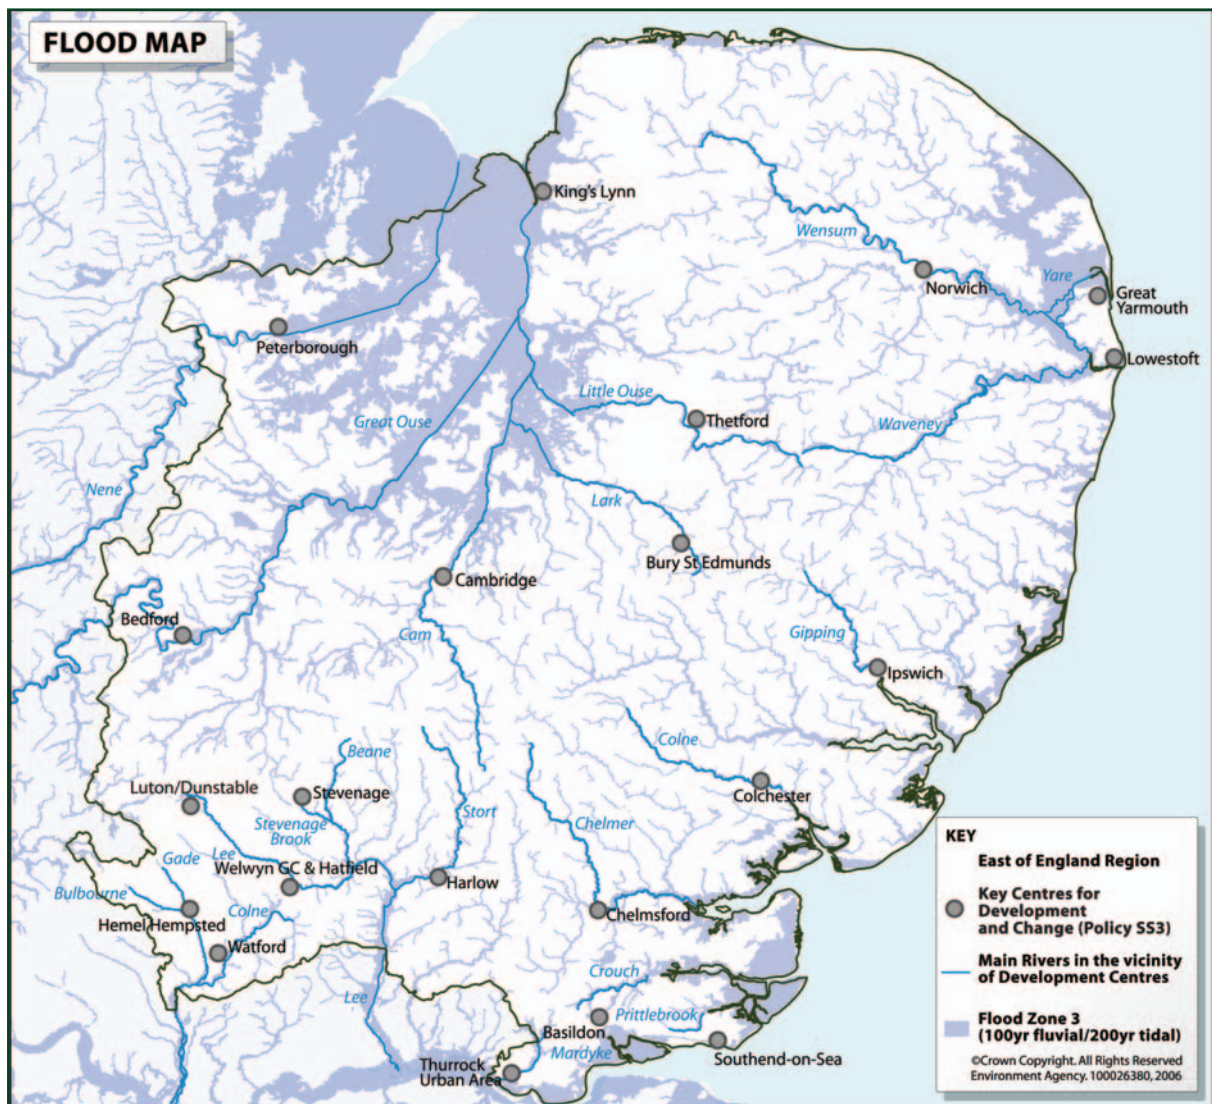 FLOOD MAP
King's Lynn
Wensum
Norwich
Yare
Great
Yarmouth
Peterborough
Lowestoft
Little Ouse
Great Ouse
Thetford
Waveney
Nene
Lark
Bury St Edmunds
Cambridge
Bedford
Cam
Gipping
Ipswich
Beane
Colne
Luton/Dunstable
Stevenage
Colchester
Stevenage
Brook
Stort
Chelmer
Gade
Lee
Welwyn GC & Hatfield
Harlow
Bulbourne
Colne
Hemel Hempsted
Chelmsford
Watford
Crouch
Lee
Prittlebrook
Basildon
Mardyke
Southend-on-Sea
Thurrock
Urban Area
KEY
East of England Region
Key Centres for
Development
and Change (Policy SS3)
Main Rivers in the vicinity
of Development Centres
Flood Zone 3
(100yr fluvial/200yr tidal)
©Crown Copyright. All Rights Reserved
Environment Agency. 100026380, 2006